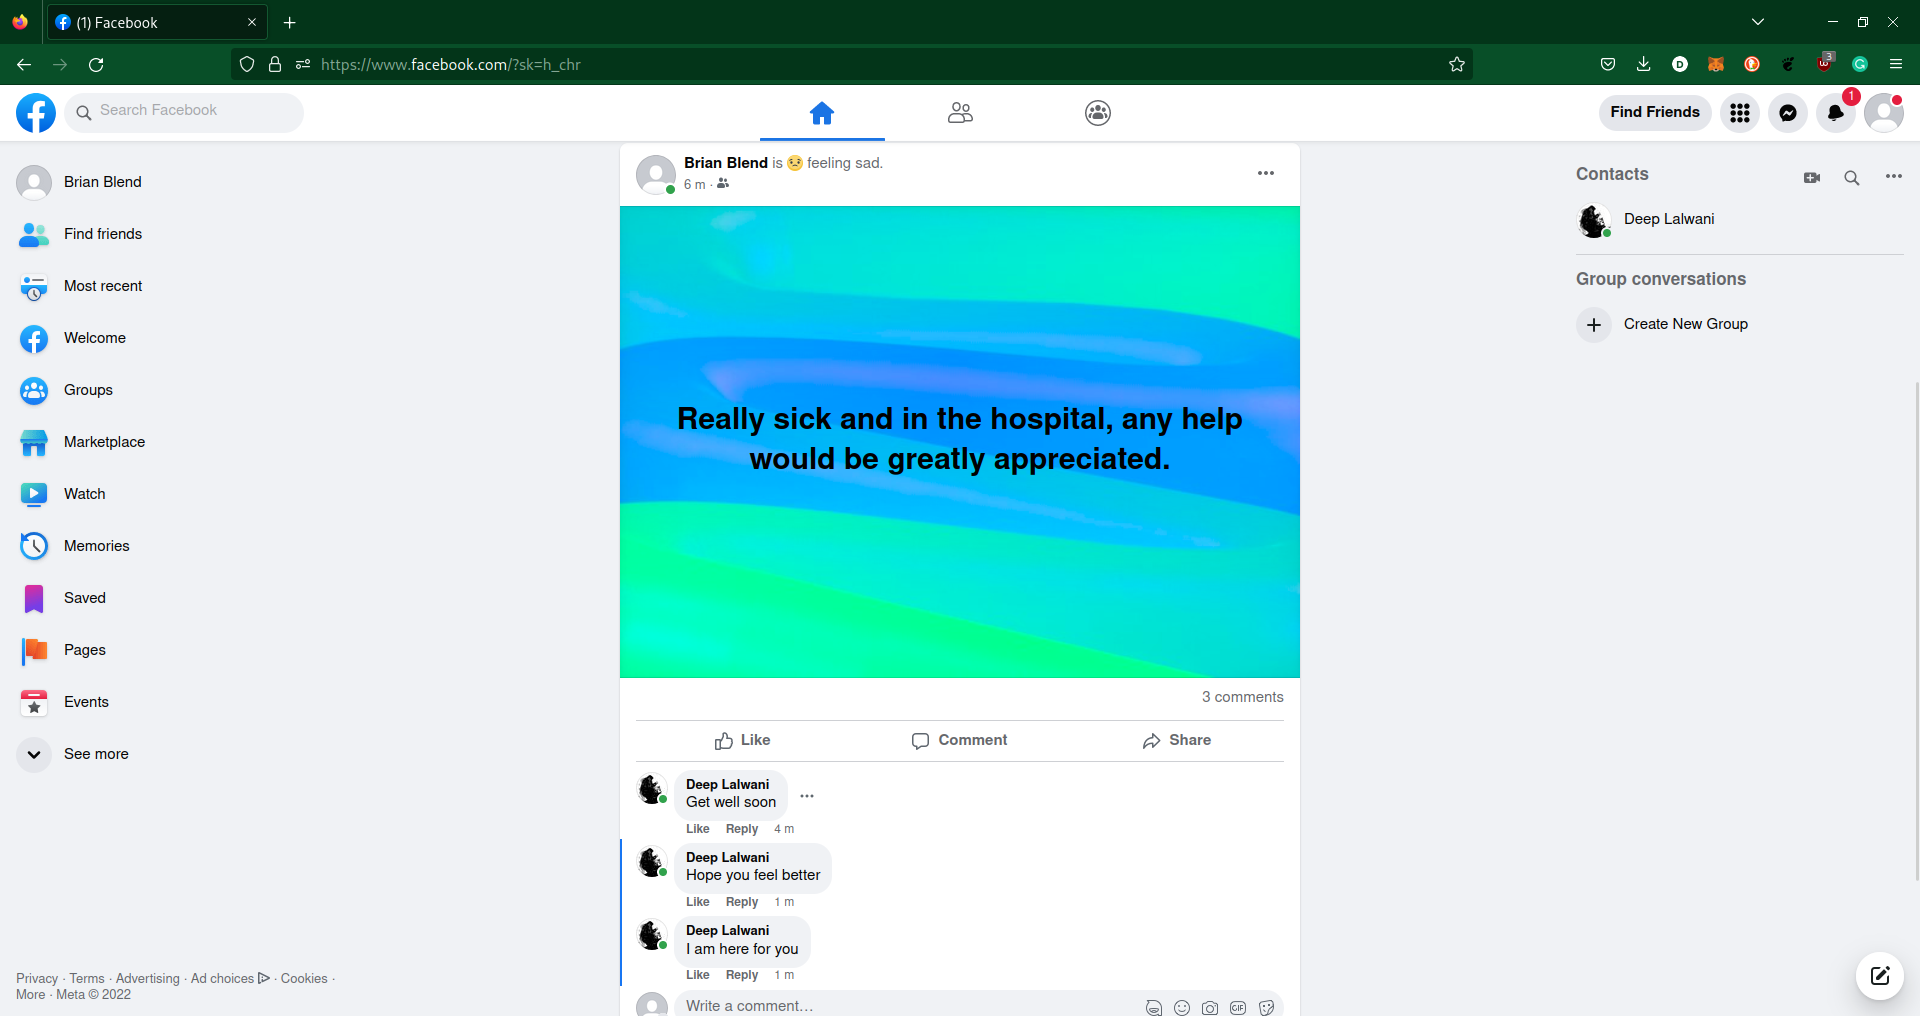 (1) Facebook
https://www.facebook.com/?sk=h_chr
3
Search Facebook
Find Friends
1
Brian Blend
Find friends
Most recent
Welcome
Groups
Marketplace
Watch
Memories
Saved
Pages
Events
See more
Privacy · Terms · Advertising · Ad choices · Cookies ·
More · Meta © 2022
Brian Blend is feeling sad.
6 m ·
Really sick and in the hospital, any help
would be greatly appreciated.
3 comments
Like Comment Share
Deep Lalwani
Get well soon
Like Reply 4 m
Deep Lalwani
Hope you feel better
Like Reply 1 m
Deep Lalwani
I am here for you
Like Reply 1 m
Write a comment…
GIF
Contacts
Deep Lalwani
Group conversations
Create New Group